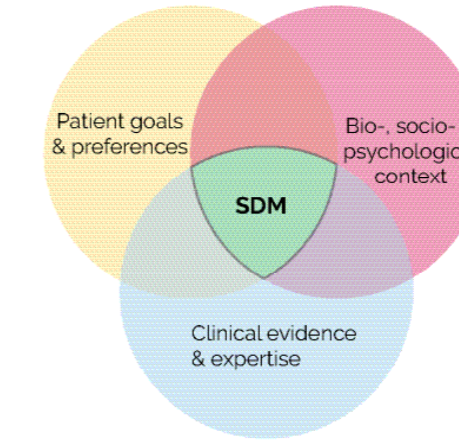 Patient goals
& preferences
Bio-, socio-
psychologic
context
SDM
Clinical evidence
& expertise